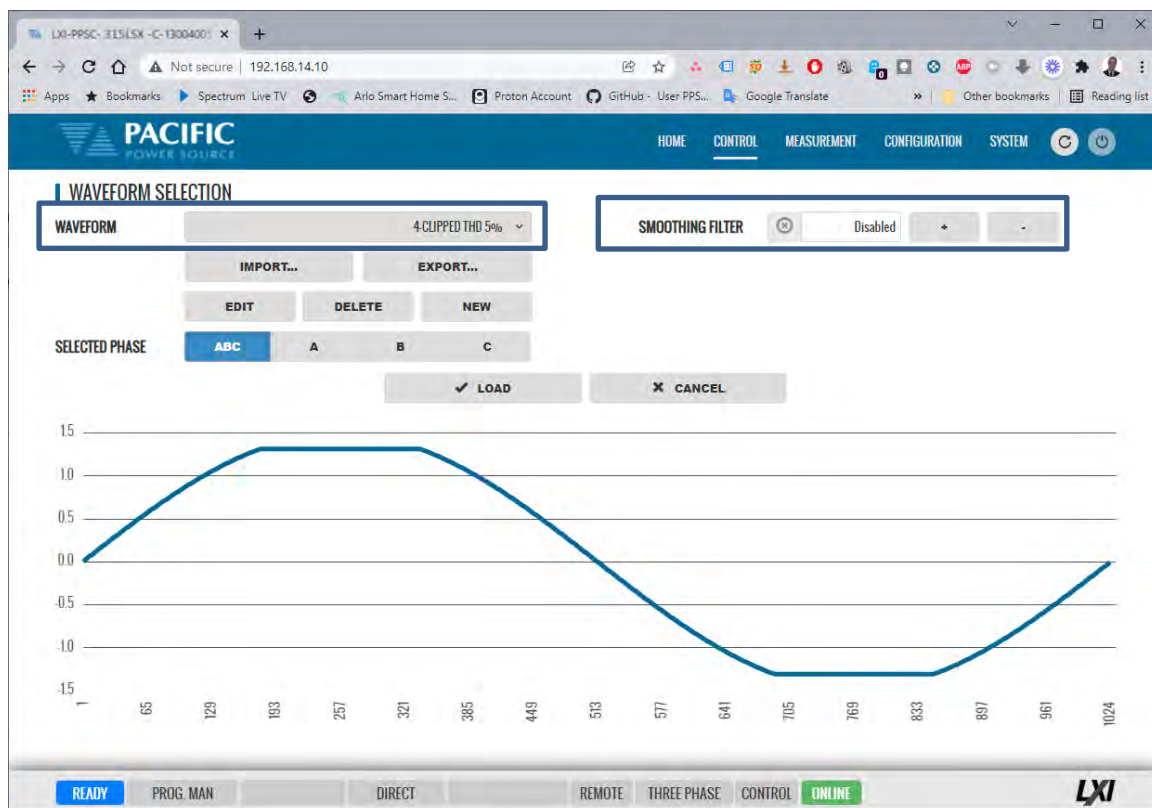 LXI-PPSC- 315LSX -C-1300400
Not secure | 192.168.14.10
Apps Bookmarks Spectrum Live TV Arlo Smart Home S... Proton Account GitHub - User PPS... Google Translate » Other bookmarks Reading list
PACIFIC
POWER SOURCE
HOME CONTROL MEASUREMENT CONFIGURATION SYSTEM
WAVEFORM SELECTION
WAVEFORM 4-CLIPPED THD 5% SMOOTHING FILTER Disabled + -
IMPORT... EXPORT...
EDIT DELETE NEW
SELECTED PHASE ABC A B C
LOAD CANCEL
1.5
1.0
0.5
0.0
-0.5
-1.0
-1.5
1 65 129 193 257 321 385 449 513 577 641 705 769 833 897 961 1024
READY PROG. MAN DIRECT REMOTE THREE PHASE CONTROL ONLINE LXI